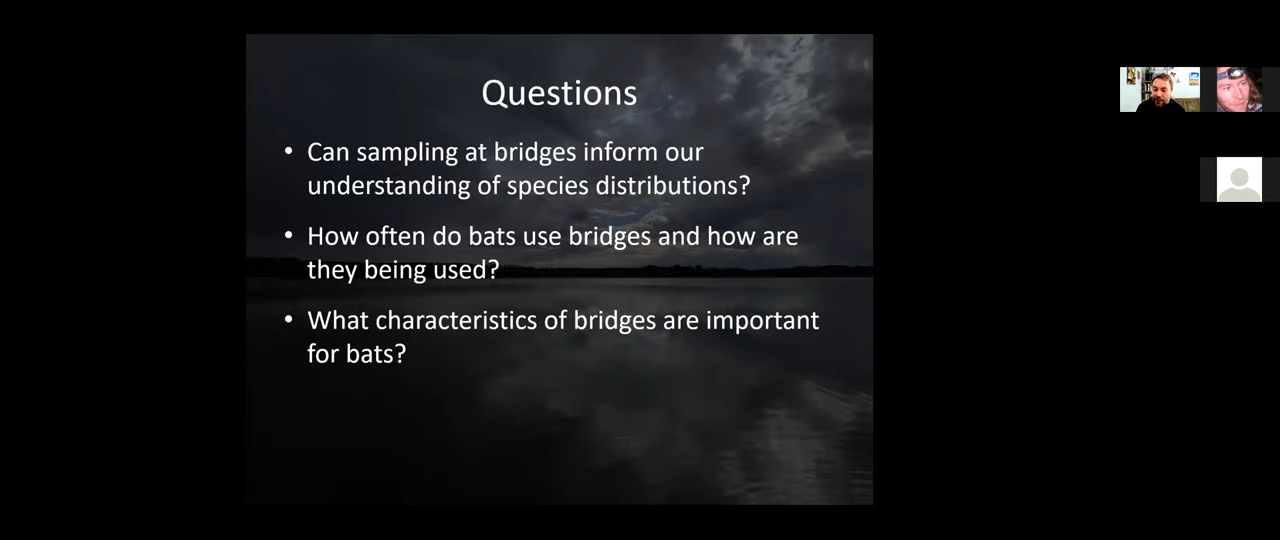 Questions
• Can sampling at bridges inform our
understanding of species distributions?
• How often do bats use bridges and how are
they being used?
• What characteristics of bridges are important
for bats?